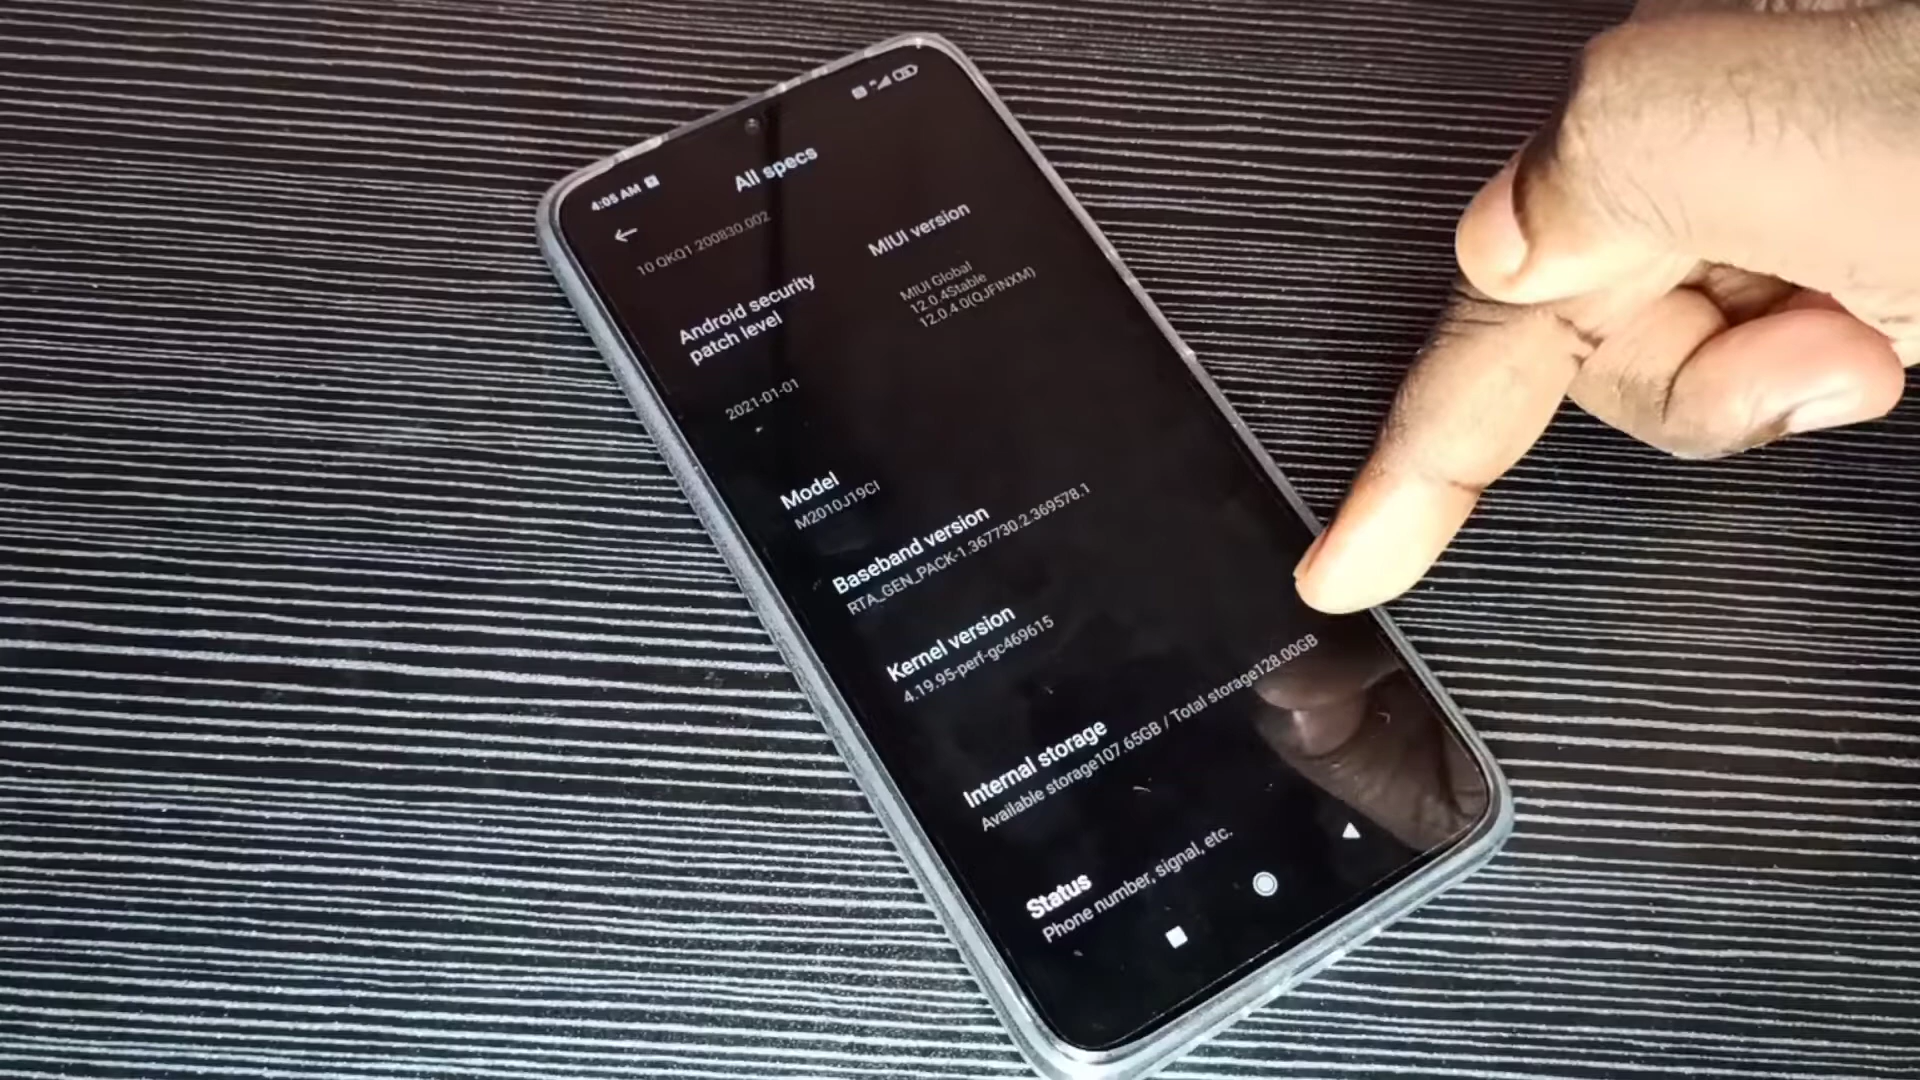 4:05 AM
All specs
10 QKQ1.200830.002
MIUI version
MIUI Global
12.0.4Stable
12.0.4.0(QJFINXM)
Android security
patch level
2021-01-01
Model
M2010J19CI
Baseband version
RTA_GEN_PACK-1.367730.2.369578.1
Kernel version
4.19.95-perf-gc469615
Internal storage
Available storage107.65GB / Total storage128.00GB
Status
Phone number, signal, etc.